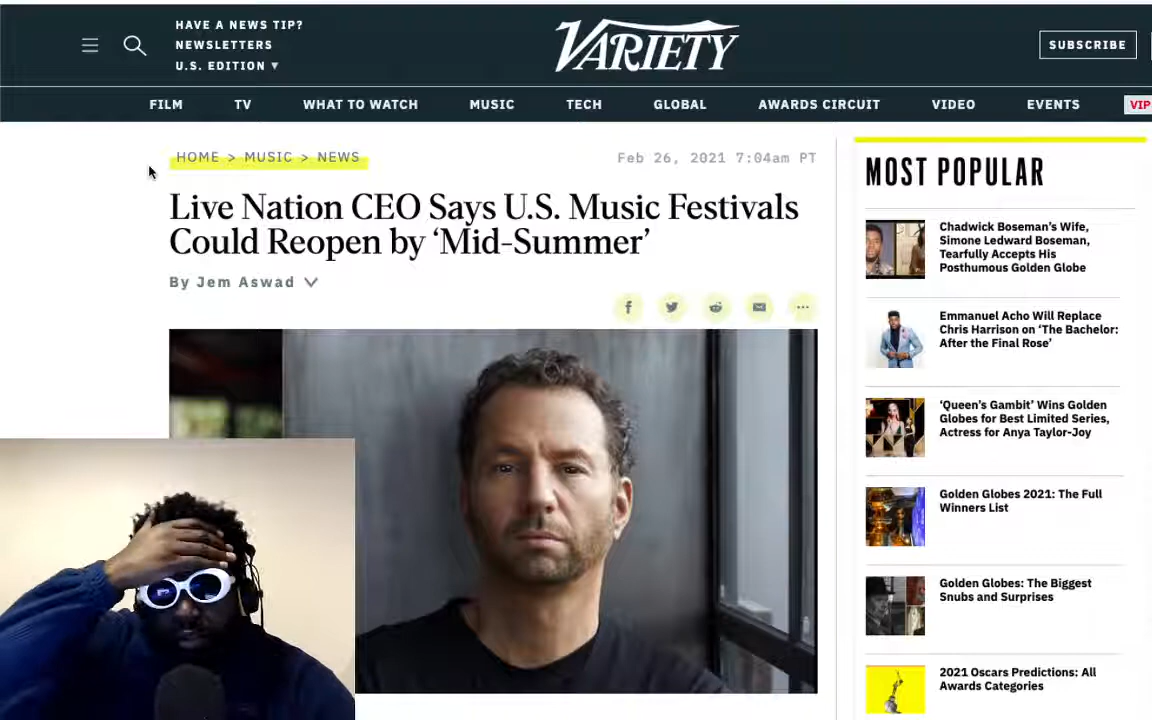 HAVE A NEWS TIP?
NEWSLETTERS
U.S. EDITION ▾
VARIETY
SUBSCRIBE
FILM TV WHAT TO WATCH MUSIC TECH GLOBAL AWARDS CIRCUIT VIDEO EVENTS VIP
HOME > MUSIC > NEWS
Feb 26, 2021 7:04am PT
Live Nation CEO Says U.S. Music Festivals
Could Reopen by ‘Mid-Summer’
By Jem Aswad
MOST POPULAR
Chadwick Boseman’s Wife,
Simone Ledward Boseman,
Tearfully Accepts His
Posthumous Golden Globe
Emmanuel Acho Will Replace
Chris Harrison on ‘The Bachelor:
After the Final Rose’
‘Queen’s Gambit’ Wins Golden
Globes for Best Limited Series,
Actress for Anya Taylor-Joy
Golden Globes 2021: The Full
Winners List
Golden Globes: The Biggest
Snubs and Surprises
2021 Oscars Predictions: All
Awards Categories